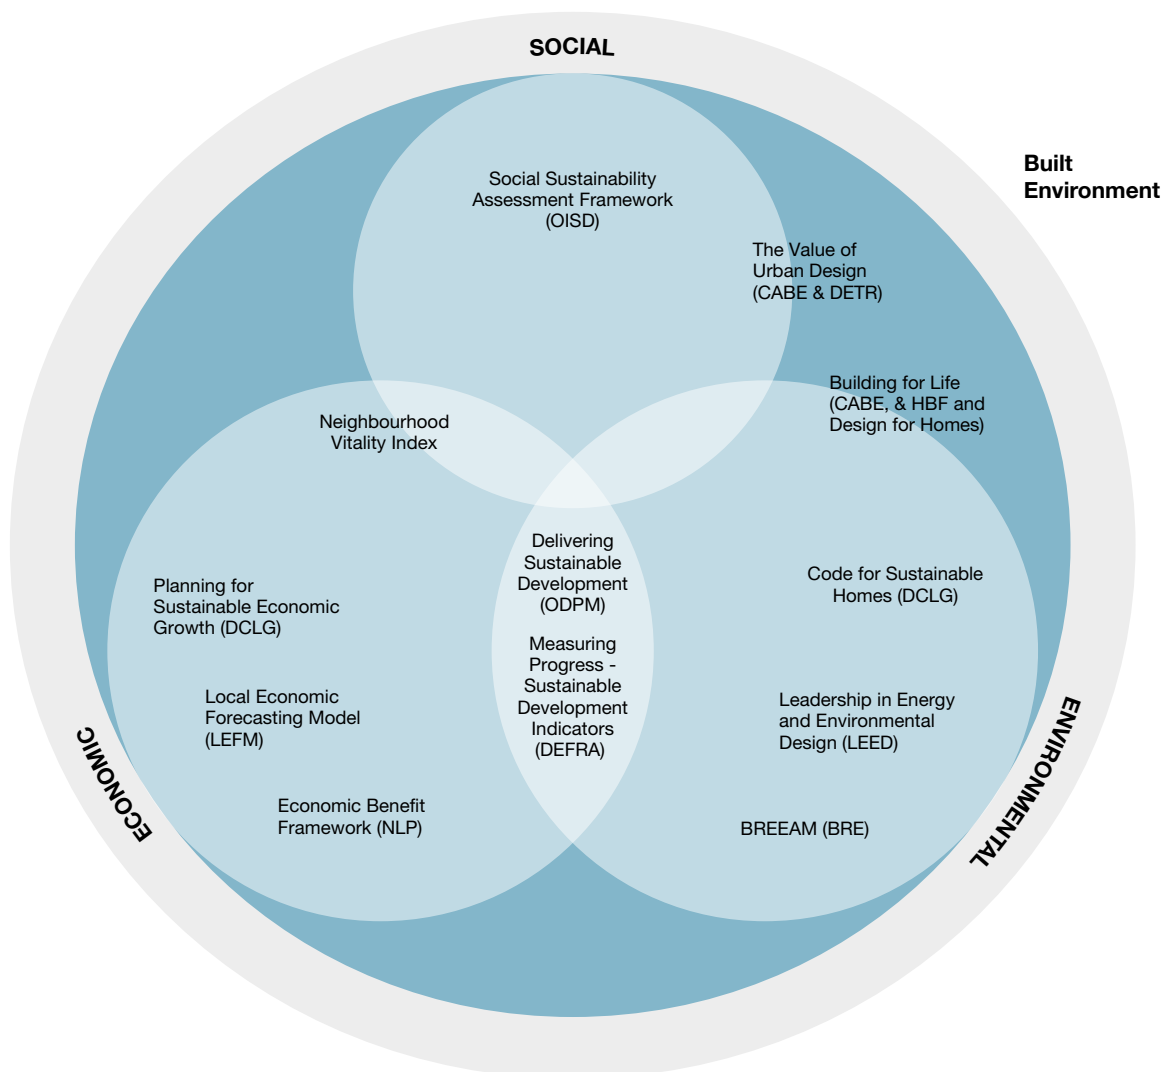 SOCIAL
Built
Environment
Social Sustainability
Assessment Framework
(OISD)
The Value of
Urban Design
(CABE & DETR)
Building for Life
(CABE, & HBF and
Design for Homes)
Neighbourhood
Vitality Index
Delivering
Sustainable
Development
(ODPM)
Measuring
Progress -
Sustainable
Development
Indicators
(DEFRA)
Planning for
Sustainable Economic
Growth (DCLG)
Local Economic
Forecasting Model
(LEFM)
Economic Benefit
Framework (NLP)
Code for Sustainable
Homes (DCLG)
Leadership in Energy
and Environmental
Design (LEED)
BREEAM (BRE)
ECONOMIC
ENVIRONMENTAL